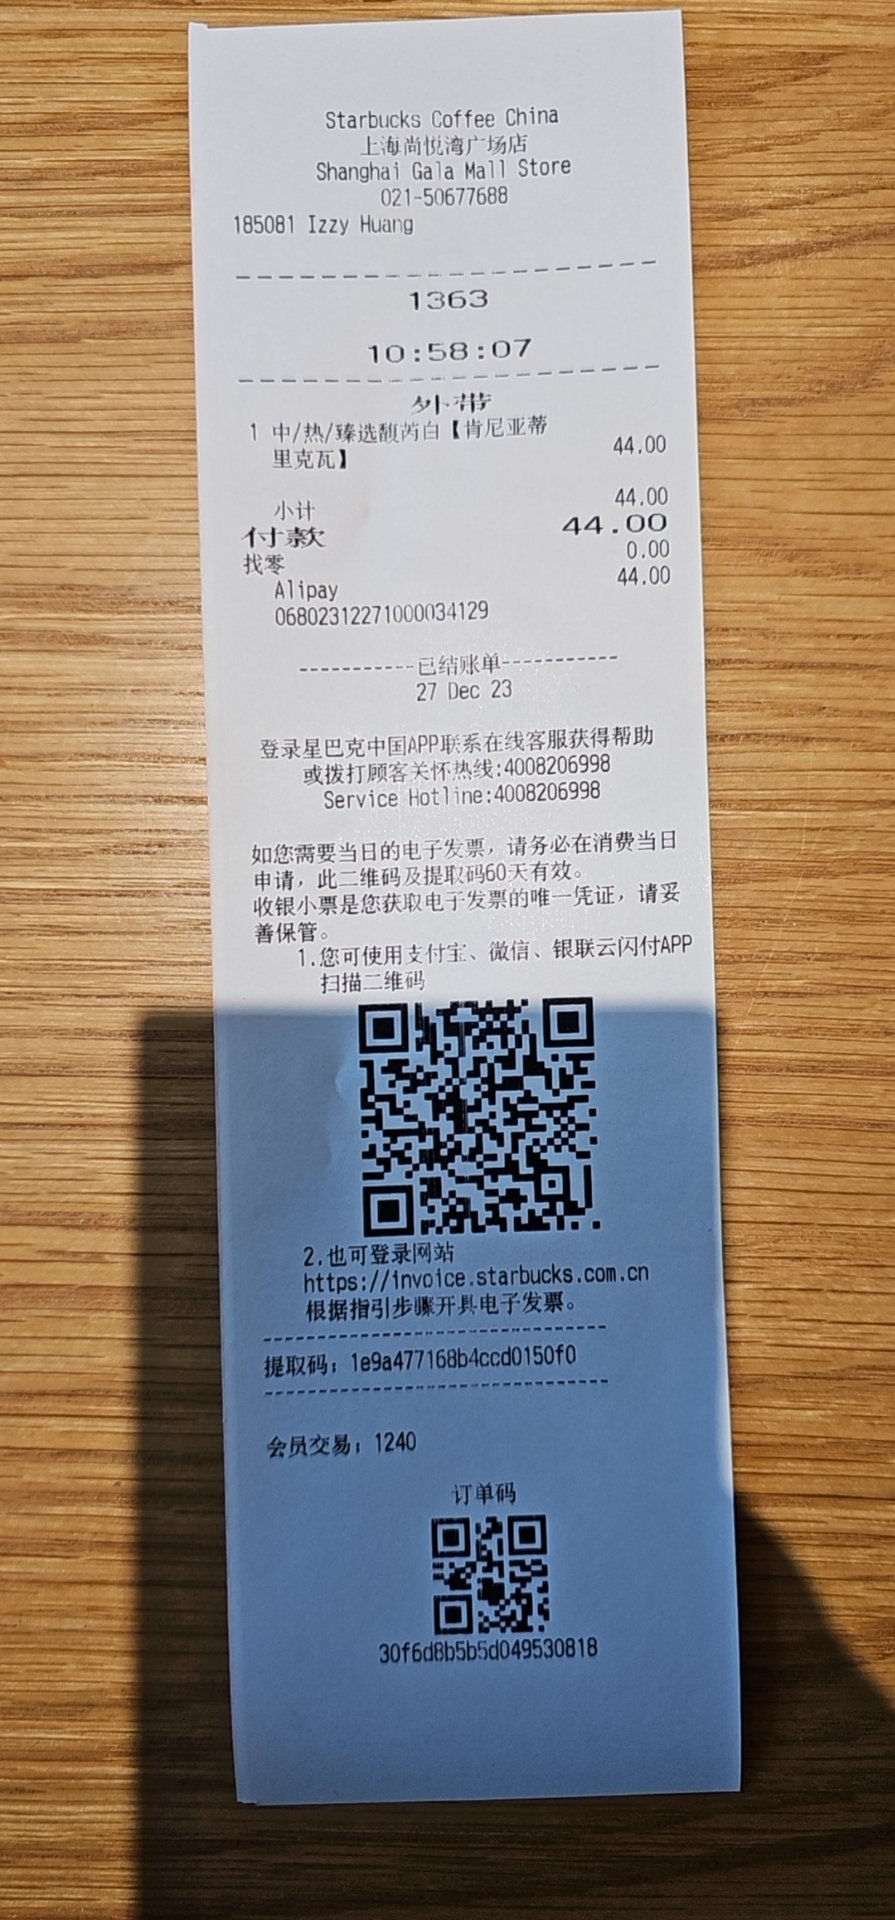 Starbucks Coffee China
上海尚悦湾广场店
Shanghai Gala Mall Store
021-50677688
185081 Izzy Huang
1363
10:58:07
外带
1 中/热/臻选馥芮白【肯尼亚蒂
里克瓦】 44.00
小计 44.00
付款 44.00
找零 0.00
Alipay 44.00
06802312271000034129
-----------已结账单-----------
27 Dec 23
登录星巴克中国APP联系在线客服获得帮助
或拨打顾客关怀热线:4008206998
Service Hotline:4008206998
如您需要当日的电子发票，请务必在消费当日
申请，此二维码及提取码60天有效。
收银小票是您获取电子发票的唯一凭证，请妥
善保管。
1.您可使用支付宝、微信、银联云闪付APP
扫描二维码
2.也可登录网站
https://invoice.starbucks.com.cn
根据指引步骤开具电子发票。
提取码：1e9a477168b4ccd0150f0
会员交易：1240
订单码
30f6d8b5b5d049530818